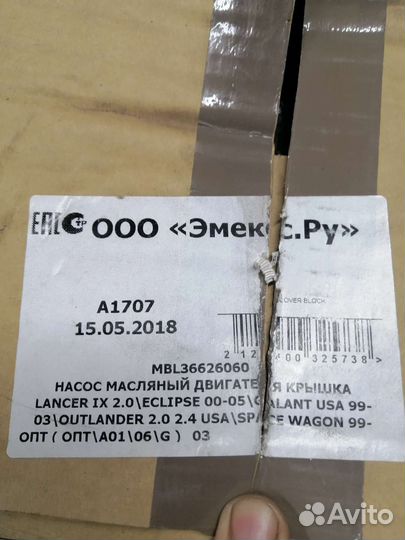 ЕАС СТР ООО «Эмекс.Ру»
COVER BLOCK
A1707
15.05.2018
MBL36626060
НАСОС МАСЛЯНЫЙ ДВИГАТЕЛЯ КРЫШКА
LANCER IX 2.0\ECLIPSE 00-05\GALANT USA 99-
03\OUTLANDER 2.0 2.4 USA\SPACE WAGON 99-
ОПТ ( ОПТ\A01\06\G ) 03
Avito